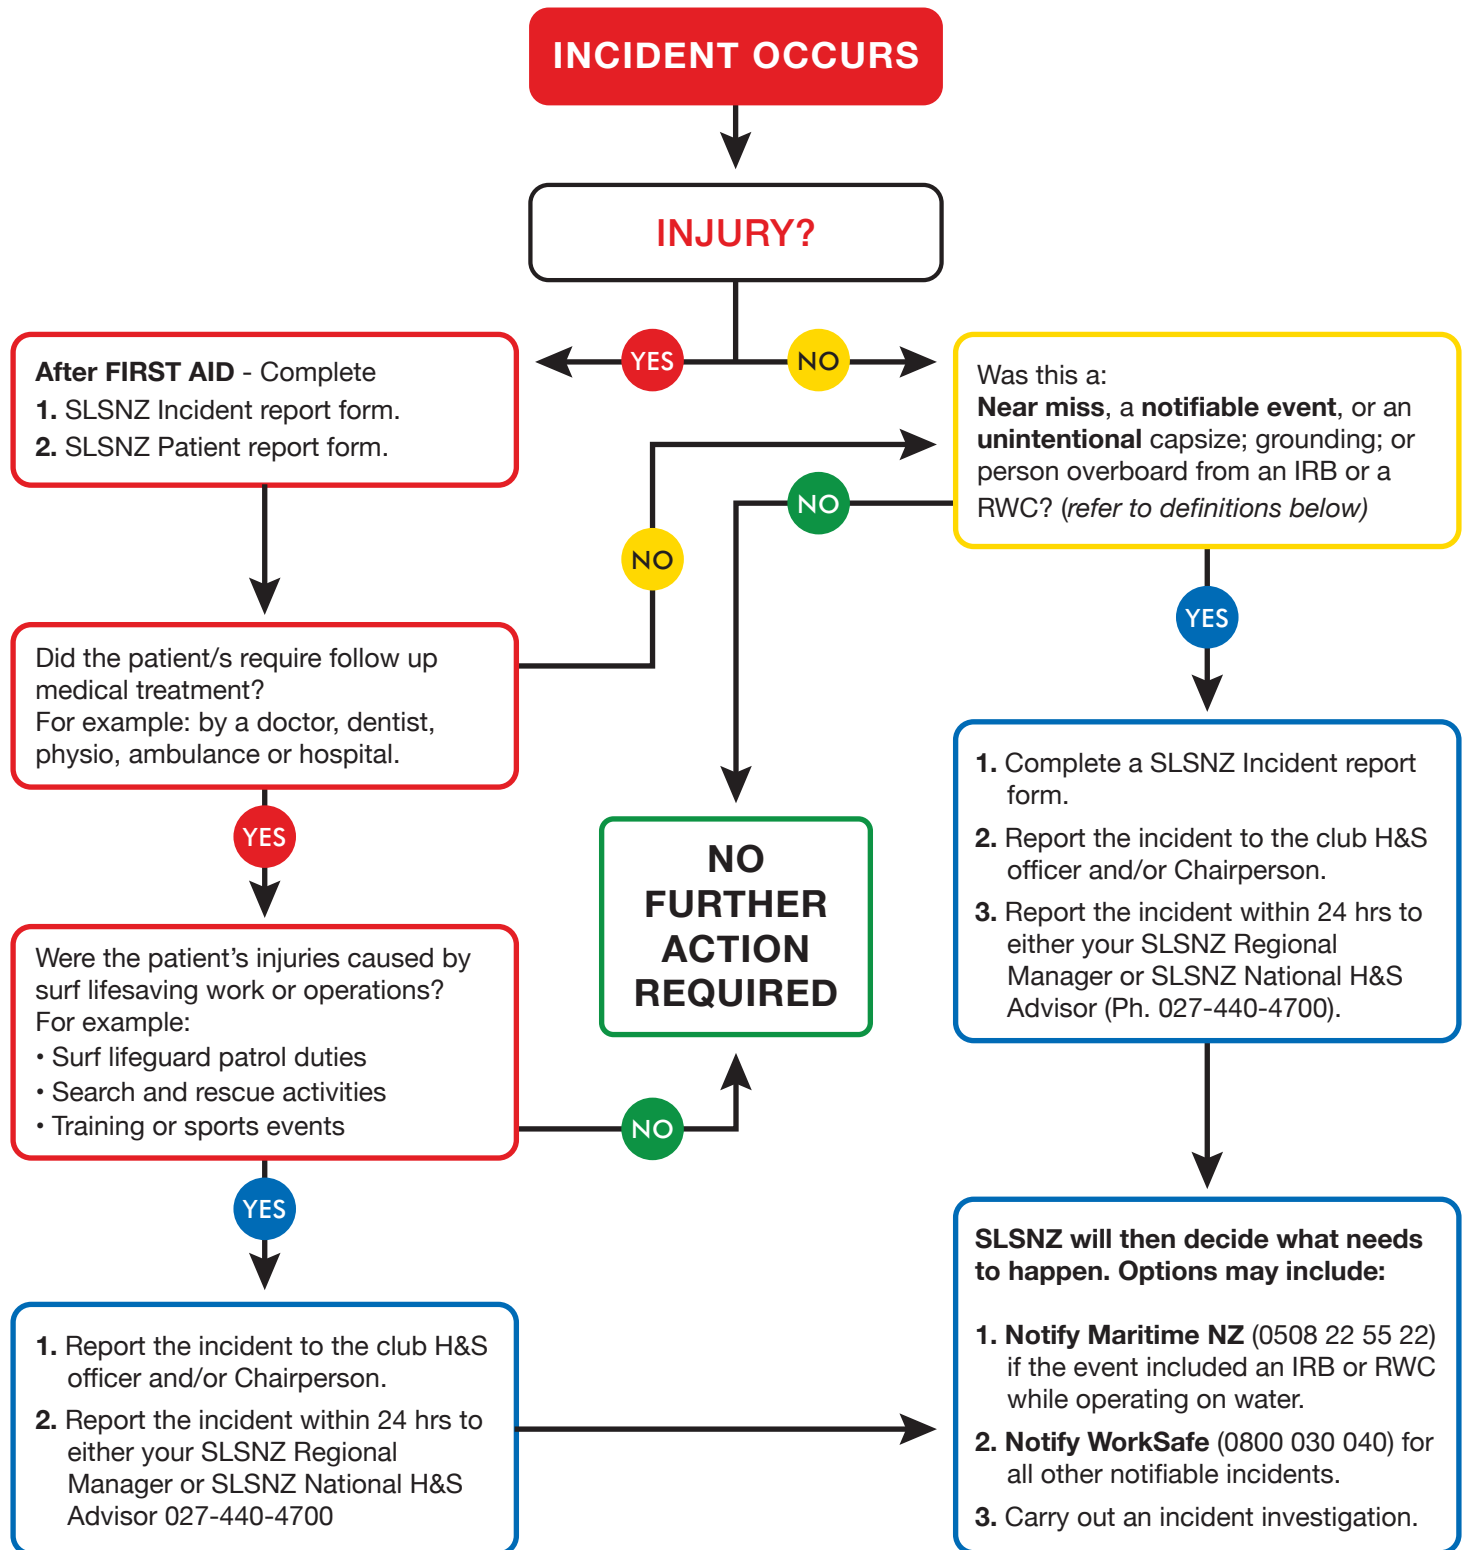 INCIDENT OCCURS
INJURY?
YES
NO
After FIRST AID - Complete
1. SLSNZ Incident report form.
2. SLSNZ Patient report form.
Was this a:
Near miss, a notifiable event, or an
unintentional capsize; grounding; or
person overboard from an IRB or a
RWC? (refer to definitions below)
NO
NO
YES
Did the patient/s require follow up
medical treatment?
For example: by a doctor, dentist,
physio, ambulance or hospital.
YES
1. Complete a SLSNZ Incident report
form.
2. Report the incident to the club H&S
officer and/or Chairperson.
3. Report the incident within 24 hrs to
either your SLSNZ Regional
Manager or SLSNZ National H&S
Advisor (Ph. 027-440-4700).
NO
FURTHER
ACTION
REQUIRED
Were the patient's injuries caused by
surf lifesaving work or operations?
For example:
• Surf lifeguard patrol duties
• Search and rescue activities
• Training or sports events
NO
YES
1. Report the incident to the club H&S
officer and/or Chairperson.
2. Report the incident within 24 hrs to
either your SLSNZ Regional
Manager or SLSNZ National H&S
Advisor 027-440-4700
SLSNZ will then decide what needs
to happen. Options may include:
1. Notify Maritime NZ (0508 22 55 22)
if the event included an IRB or RWC
while operating on water.
2. Notify WorkSafe (0800 030 040) for
all other notifiable incidents.
3. Carry out an incident investigation.